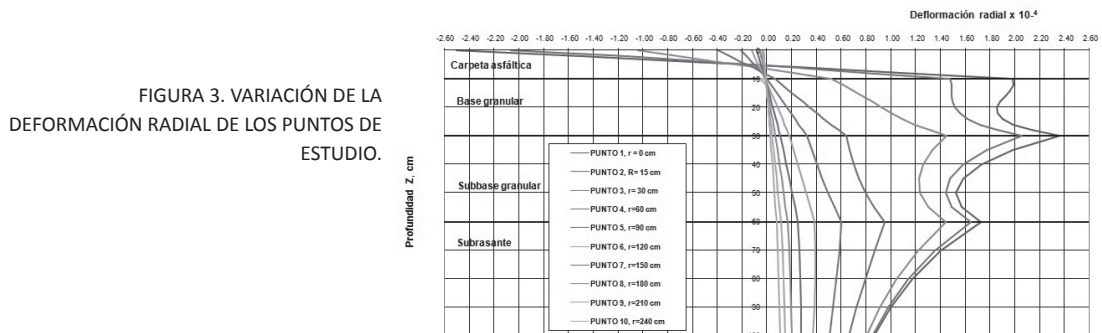 FIGURA 3. VARIACIÓN DE LA
DEFORMACIÓN RADIAL DE LOS PUNTOS DE
ESTUDIO.
Deflormación radial x 10-⁴
-2.60 -2.40 -2.20 -2.00 -1.80 -1.60 -1.40 -1.20 -1.00 -0.80 -0.60 -0.40 -0.20 0.00 0.20 0.40 0.60 0.80 1.00 1.20 1.40 1.60 1.80 2.00 2.20 2.40 2.60
Carpeta asfáltica
Base granular
Subbase granular
Subrasante
Profundidad Z, cm
0
10
30
40
50
60
70
80
90
PUNTO 1, r = 0 cm
PUNTO 2, R= 15 cm
PUNTO 3, r= 30 cm
PUNTO 4, r=60 cm
PUNTO 5, r=90 cm
PUNTO 6, r=120 cm
PUNTO 7, r=150 cm
PUNTO 8, r=180 cm
PUNTO 9, r=210 cm
PUNTO 10, r=240 cm